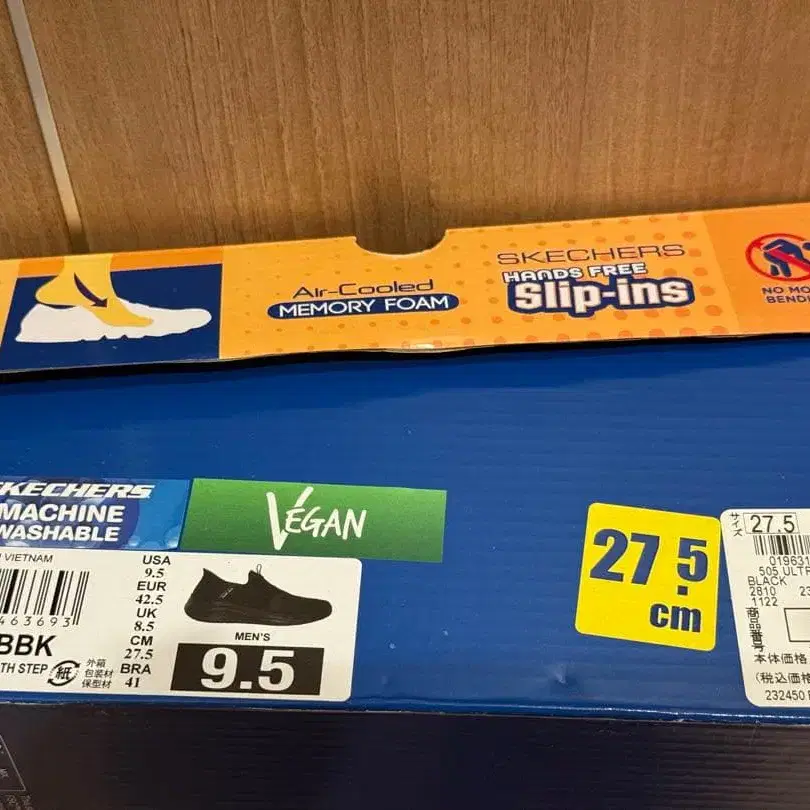 Air-Cooled
MEMORY FOAM
SKECHERS
HANDS FREE
Slip-ins
NO MO
BEND
SKECHERS
MACHINE
WASHABLE
VEGAN
VIETNAM
463693
BBK
TH STEP
紙
外箱
包装材
保型材
USA
9.5
EUR
42.5
UK
8.5
CM
27.5
BRA
41
MEN'S
9.5
27.5
cm
サイズ
27.5
019631
505 ULTR
BLACK
2810 23
1122
商品番号
本体価格
(税込価格
232450